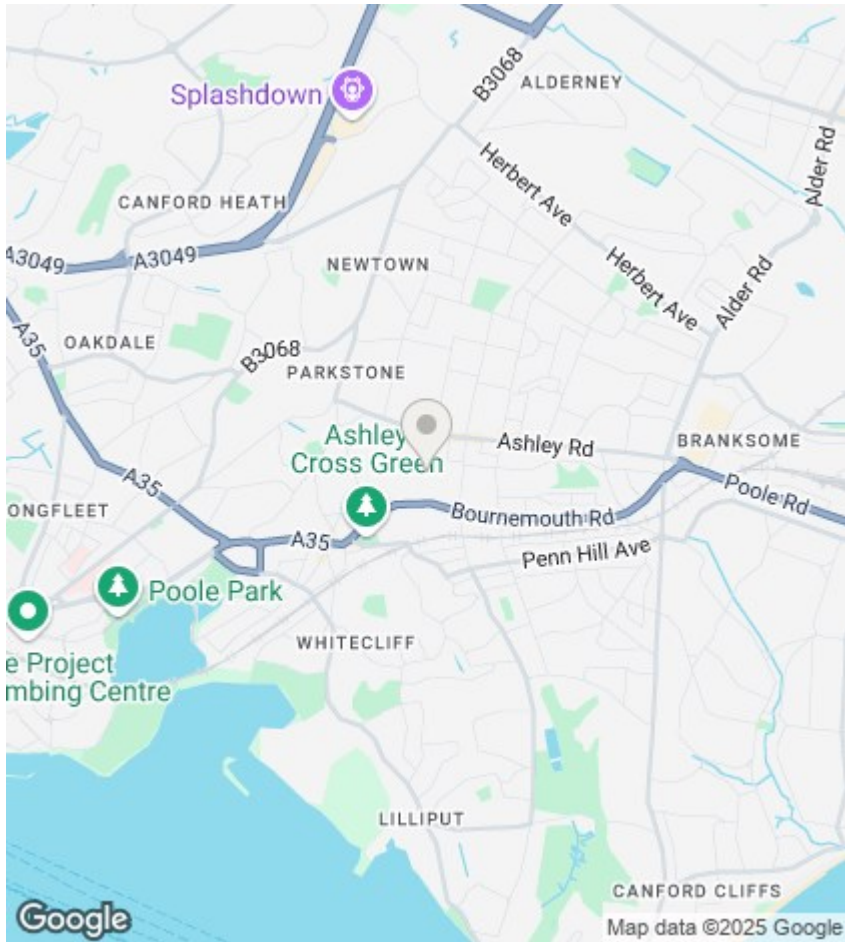 B3068
ALDERNEY
Splashdown
Alder Rd
Herbert Ave
CANFORD HEATH
A3049
A3049
NEWTOWN
Herbert Ave
Alder Rd
A35
OAKDALE
B3068
PARKSTONE
Ashley
Cross Green
Ashley Rd
BRANKSOME
A35
ONGFLEET
Bournemouth Rd
Poole Rd
A35
Penn Hill Ave
Poole Park
WHITECLIFF
e Project
mbing Centre
LILLIPUT
CANFORD CLIFFS
Google
Map data ©2025 Google